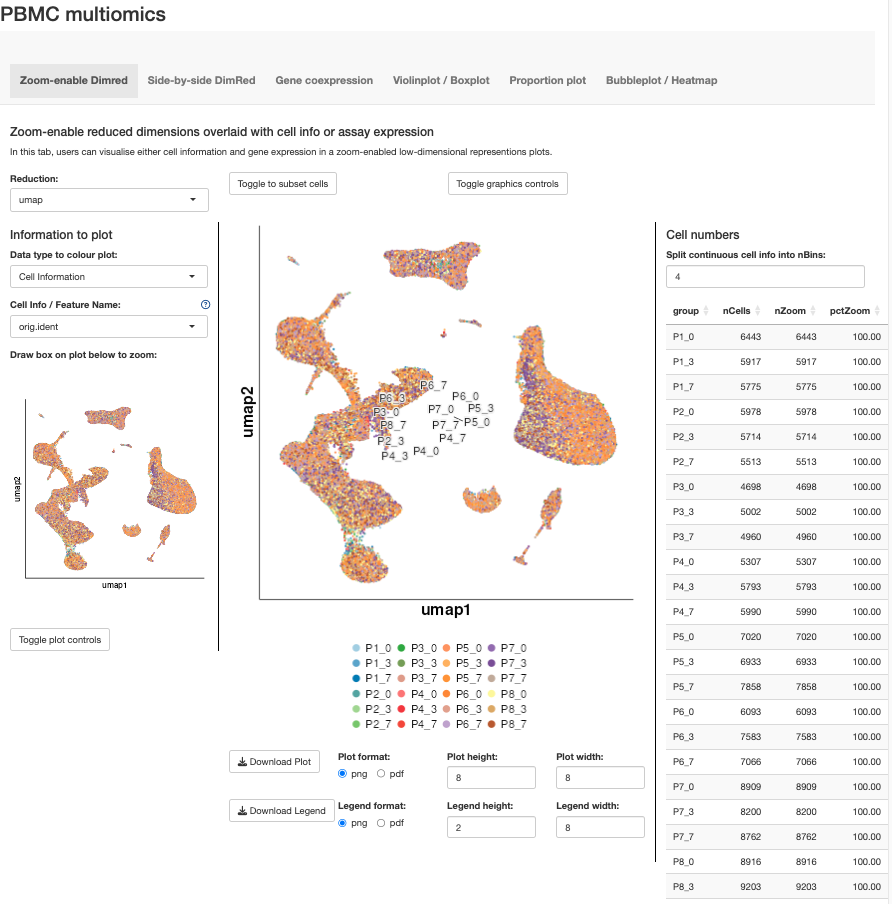 PBMC multiomics
Zoom-enable Dimred Side-by-side DimRed Gene coexpression Violinplot / Boxplot Proportion plot Bubbleplot / Heatmap
Zoom-enable reduced dimensions overlaid with cell info or assay expression
In this tab, users can visualise either cell information and gene expression in a zoom-enabled low-dimensional representions plots.
Reduction:
umap
Toggle to subset cells
Toggle graphics controls
Information to plot
Data type to colour plot:
Cell Information
Cell Info / Feature Name:
?
orig.ident
Draw box on plot below to zoom:
umap2
umap1
Toggle plot controls
umap2
P6_7
P6_3 P6_0
P3_0 P7_0 P5_3
P8_7 P7_7 P5_0
P2_3 P4_7
P4_3 P4_0
umap1
P1_0 P3_0 P5_0 P7_0
P1_3 P3_3 P5_3 P7_3
P1_7 P3_7 P5_7 P7_7
P2_0 P4_0 P6_0 P8_0
P2_3 P4_3 P6_3 P8_3
P2_7 P4_7 P6_7 P8_7
Download Plot
Plot format:
png pdf
Plot height:
8
Plot width:
8
Download Legend
Legend format:
png pdf
Legend height:
2
Legend width:
8
Cell numbers
Split continuous cell info into nBins:
4
group nCells nZoom pctZoom
P1_0 6443 6443 100.00
P1_3 5917 5917 100.00
P1_7 5775 5775 100.00
P2_0 5978 5978 100.00
P2_3 5714 5714 100.00
P2_7 5513 5513 100.00
P3_0 4698 4698 100.00
P3_3 5002 5002 100.00
P3_7 4960 4960 100.00
P4_0 5307 5307 100.00
P4_3 5793 5793 100.00
P4_7 5990 5990 100.00
P5_0 7020 7020 100.00
P5_3 6933 6933 100.00
P5_7 7858 7858 100.00
P6_0 6093 6093 100.00
P6_3 7583 7583 100.00
P6_7 7066 7066 100.00
P7_0 8909 8909 100.00
P7_3 8200 8200 100.00
P7_7 8762 8762 100.00
P8_0 8916 8916 100.00
P8_3 9203 9203 100.00